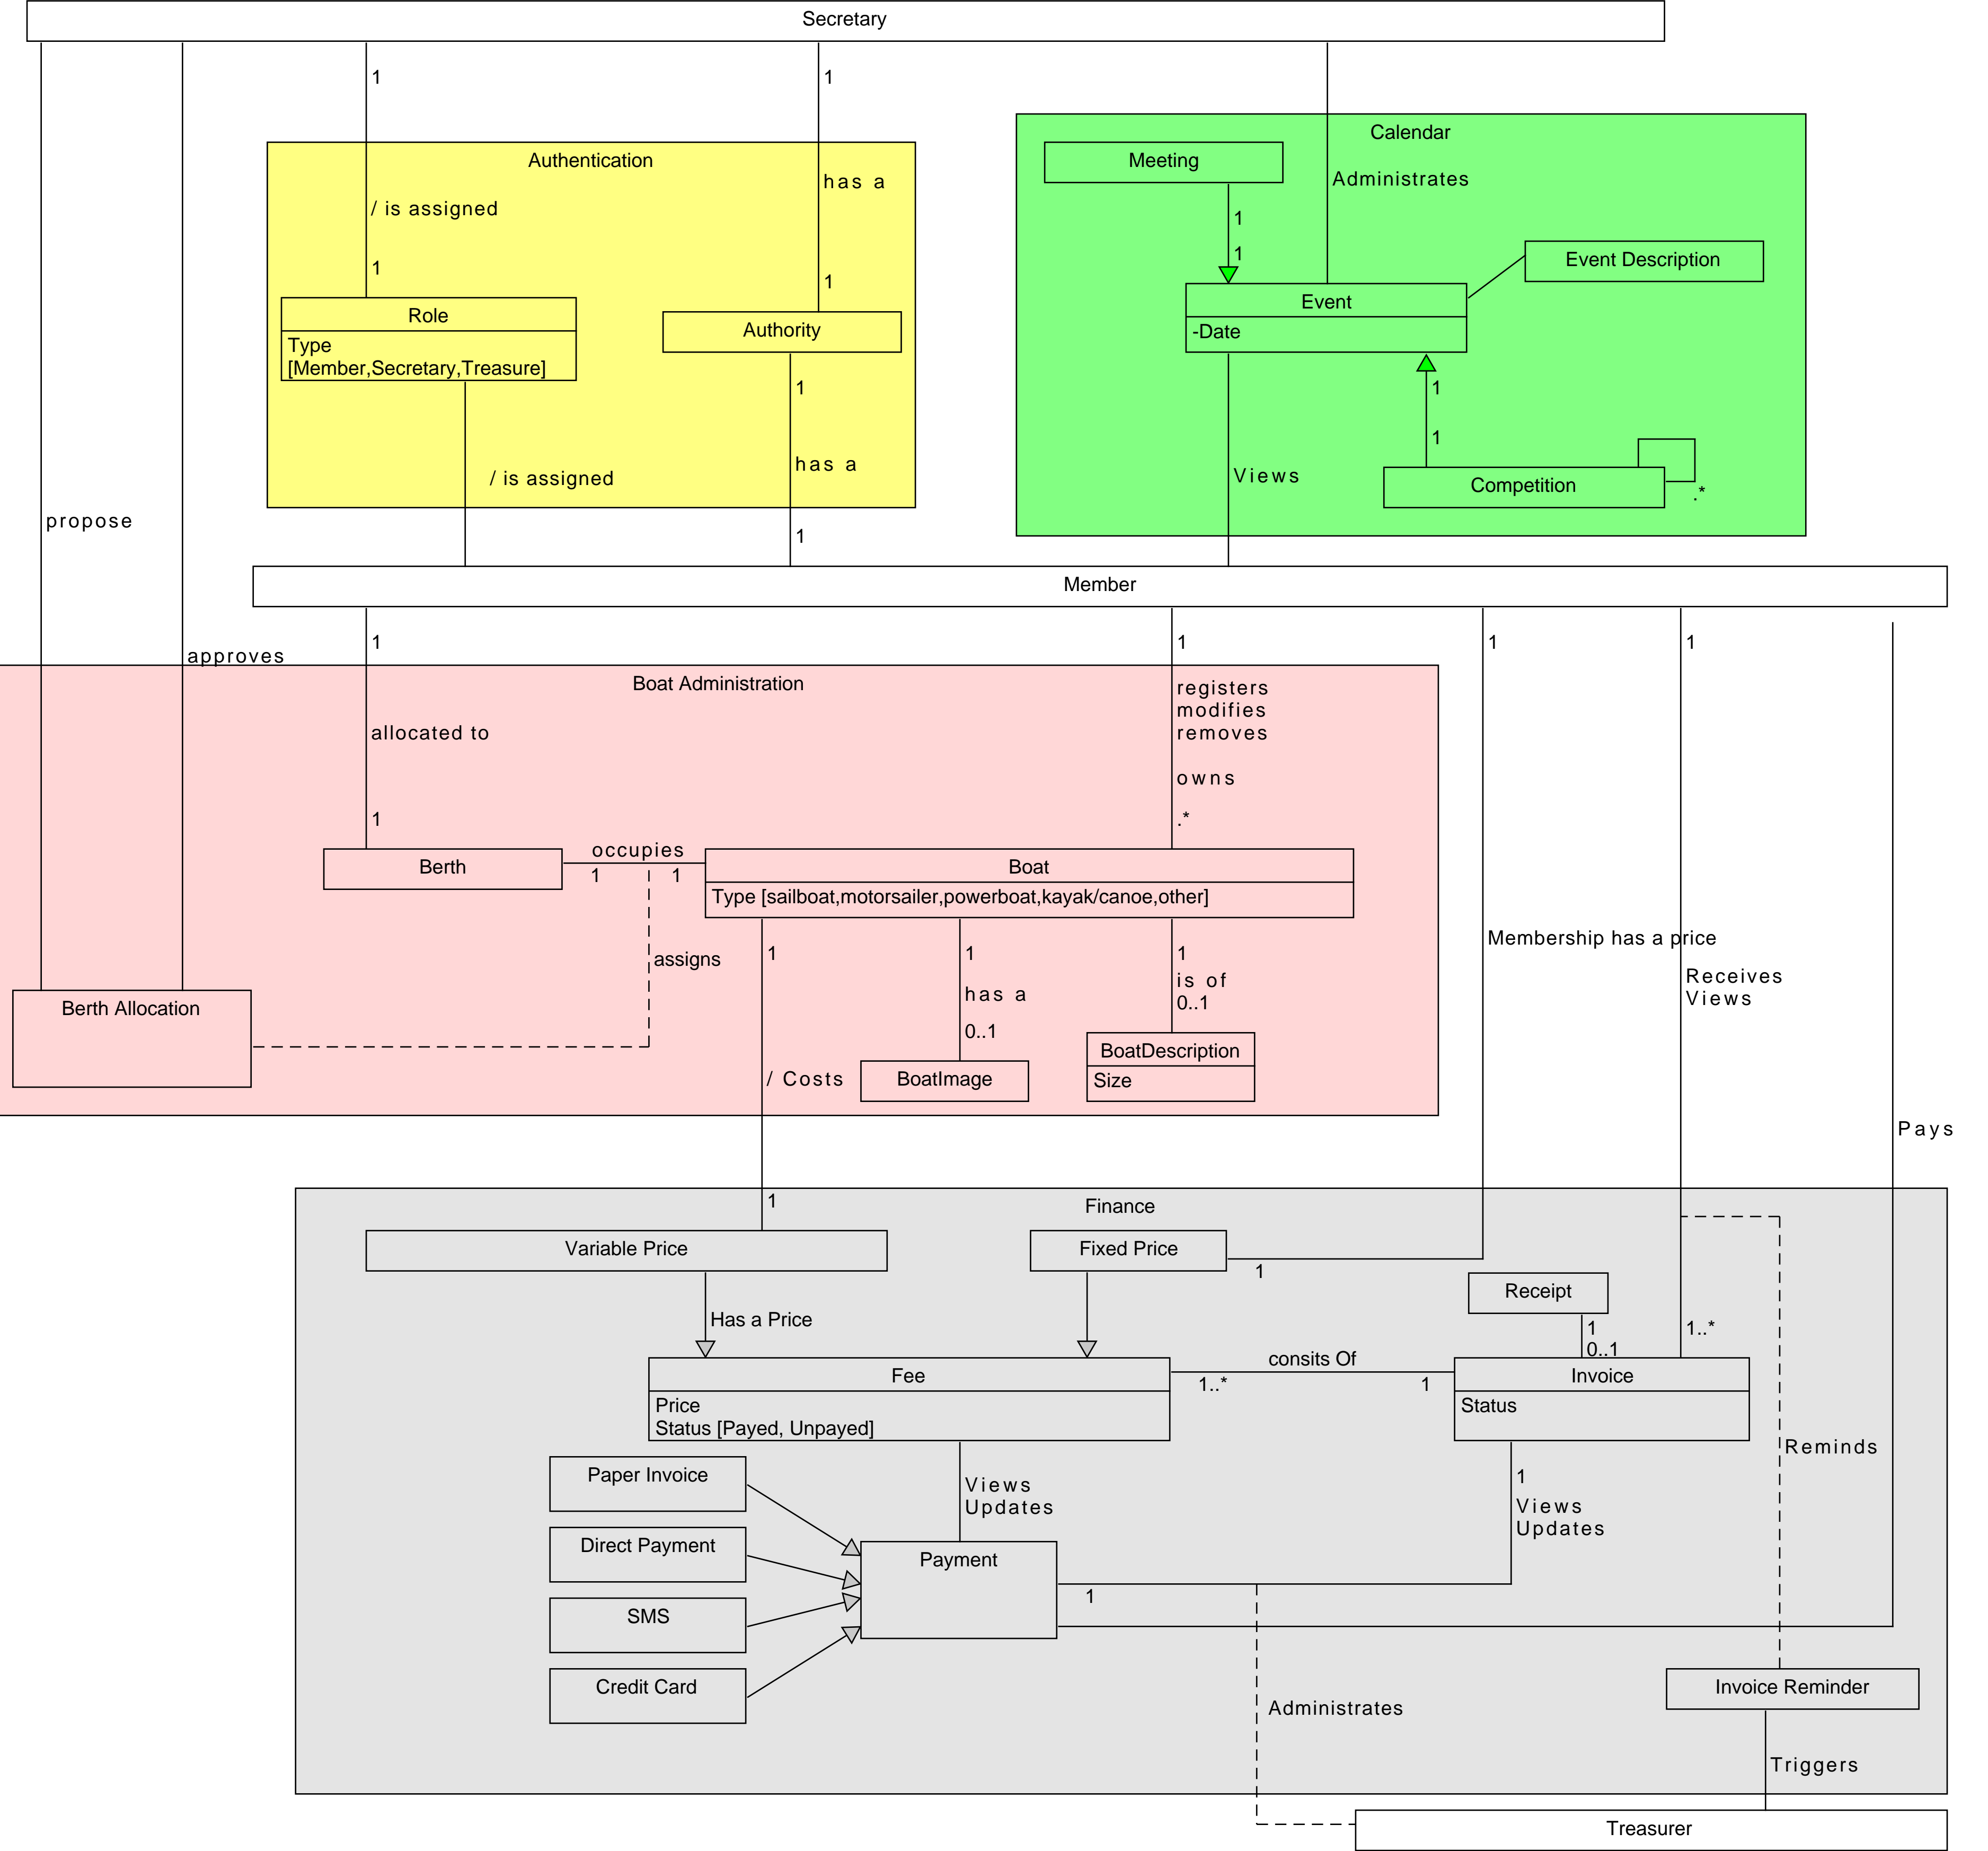 Secretary
1
1
Calendar
Authentication
Meeting
has a
Administrates
/ is assigned
1
1
Event Description
1
1
Event
Role
Authority
-Date
Type
[Member,Secretary,Treasure]
1
1
1
has a
Views
/ is assigned
Competition
.*
propose
1
Member
1
1
1
1
approves
Boat Administration
registers
modifies
removes
allocated to
owns
1
.*
occupies
Berth
1
1
Boat
Type [sailboat,motorsailer,powerboat,kayak/canoe,other]
Membership has a price
assigns
1
1
1
is of
0..1
Receives
Views
has a
Berth Allocation
0..1
BoatDescription
Size
/ Costs
BoatImage
Pays
1
Finance
Variable Price
Fixed Price
1
Receipt
Has a Price
1
0..1
1..*
consits Of
Fee
1..*
1
Invoice
Price
Status [Payed, Unpayed]
Status
Reminds
Paper Invoice
Views
Updates
1
Views
Updates
Direct Payment
Payment
1
SMS
Credit Card
Administrates
Invoice Reminder
Triggers
Treasurer